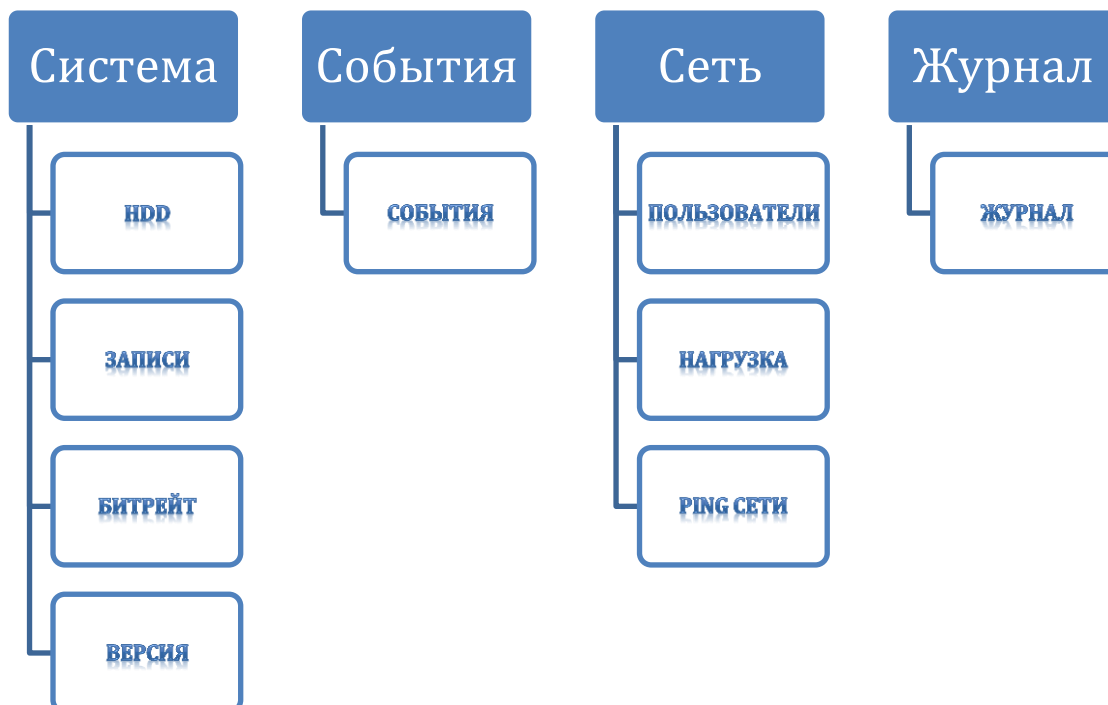 Система
HDD
ЗАПИСИ
БИТРЕЙТ
ВЕРСИЯ
События
СОБЫТИЯ
Сеть
ПОЛЬЗОВАТЕЛИ
НАГРУЗКА
PING СЕТИ
Журнал
ЖУРНАЛ